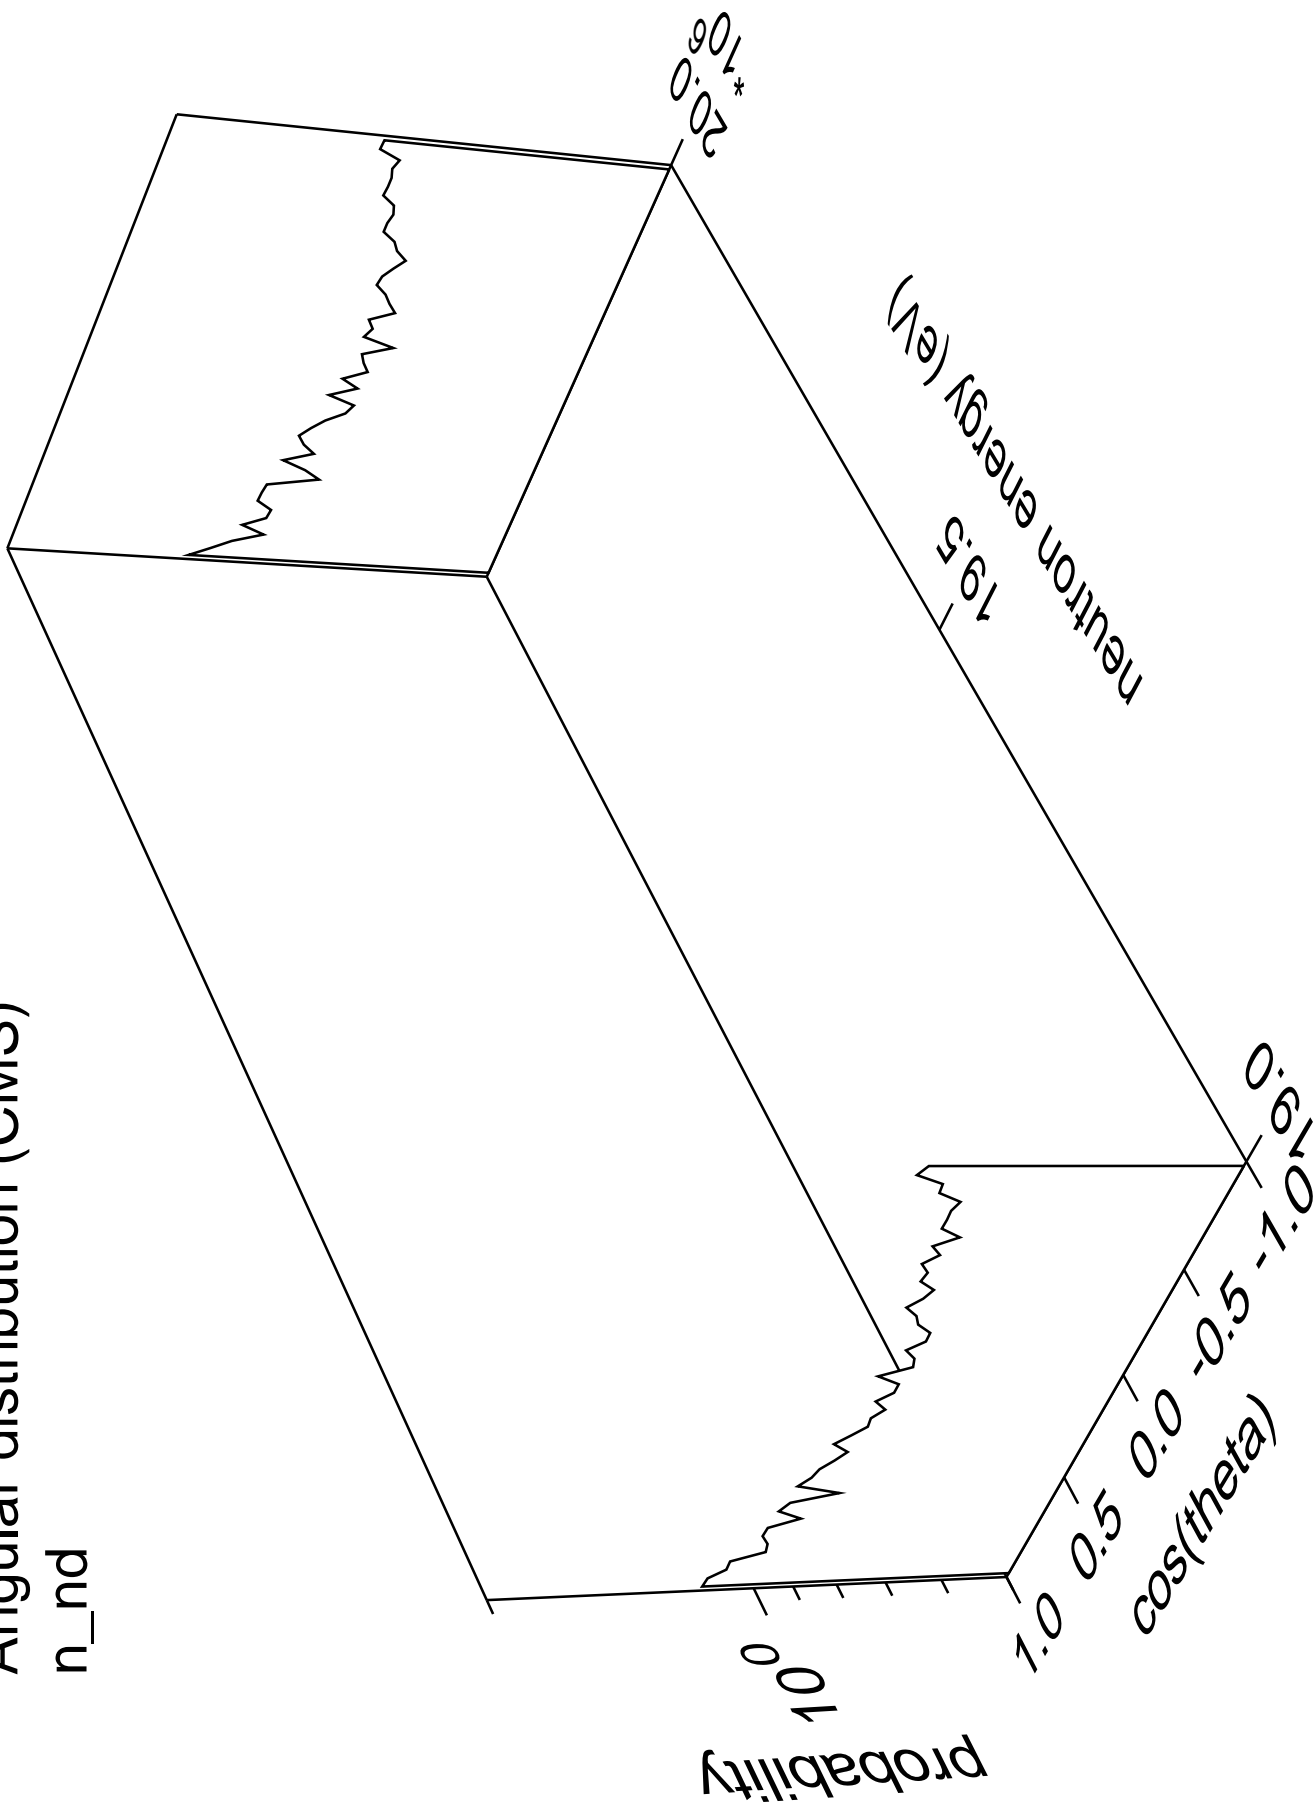 Angular distribution (CMS)
n_nd
probability
10^0
1.0 0.5 0.0 -0.5 -1.0
cos(theta)
19.0 19.5 20.0
*10^6
neutron energy (eV)